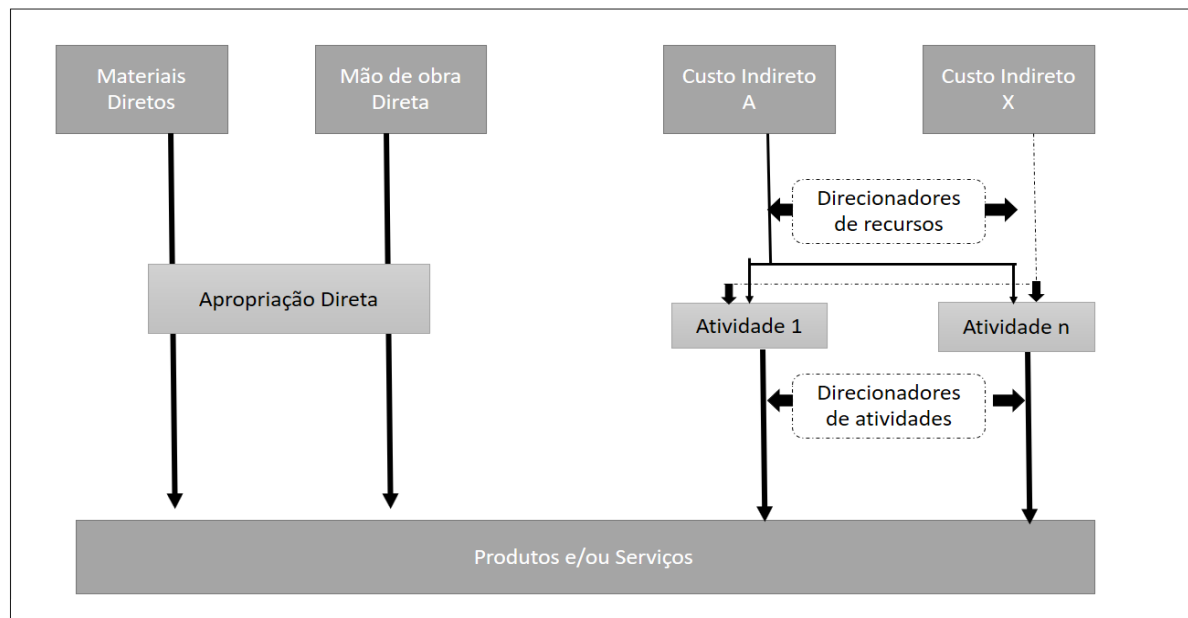 Materiais
Diretos
Mão de obra
Direta
Custo Indireto
A
Custo Indireto
X
Direcionadores
de recursos
Apropriação Direta
Atividade 1
Atividade n
Direcionadores
de atividades
Produtos e/ou Serviços